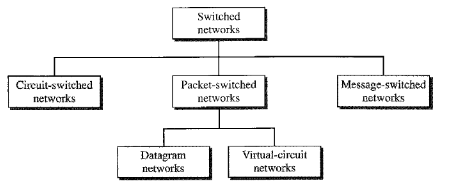 Switched
networks
Circuit-switched
networks
Packet-switched
networks
Message-switched
networks
Datagram
networks
Virtual-circuit
networks